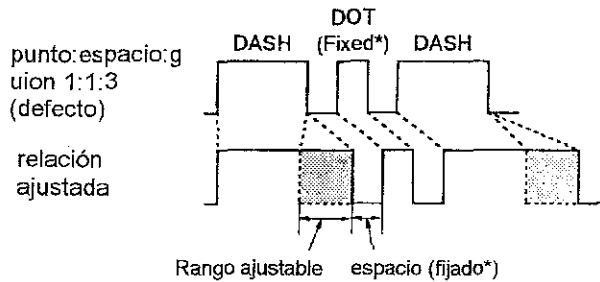 DOT
DASH (Fixed*) DASH
punto:espacio:g
uion 1:1:3
(defecto)
relación
ajustada
Rango ajustable espacio (fijado*)